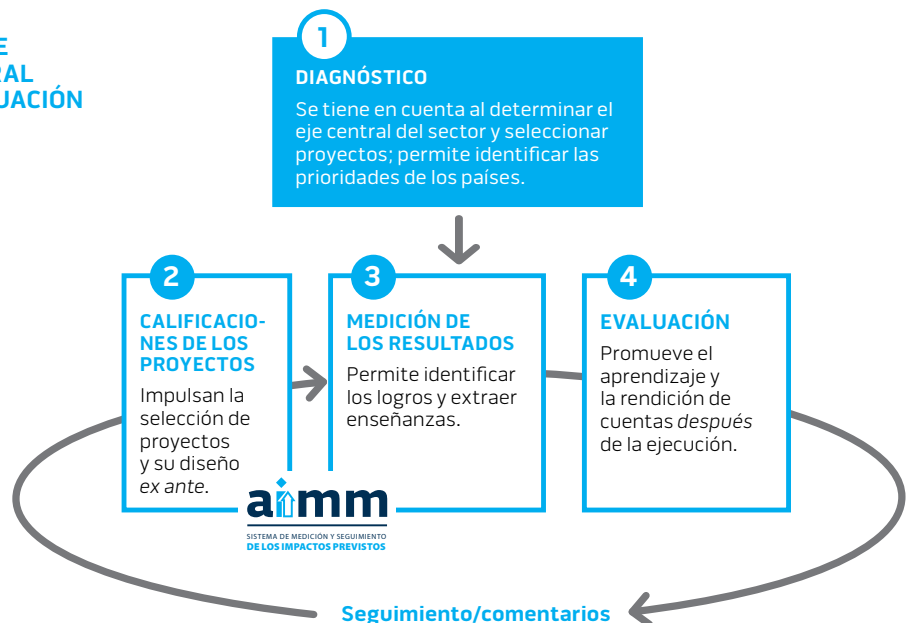 E
RAL
UACIÓN
1
DIAGNÓSTICO
Se tiene en cuenta al determinar el
eje central del sector y seleccionar
proyectos; permite identificar las
prioridades de los países.
2
CALIFICACIO-
NES DE LOS
PROYECTOS
Impulsan la
selección de
proyectos
y su diseño
ex ante.
3
MEDICIÓN DE
LOS RESULTADOS
Permite identificar
los logros y extraer
enseñanzas.
4
EVALUACIÓN
Promueve el
aprendizaje y
la rendición de
cuentas después
de la ejecución.
aimm
SISTEMA DE MEDICIÓN Y SEGUIMIENTO
DE LOS IMPACTOS PREVISTOS
Seguimiento/comentarios